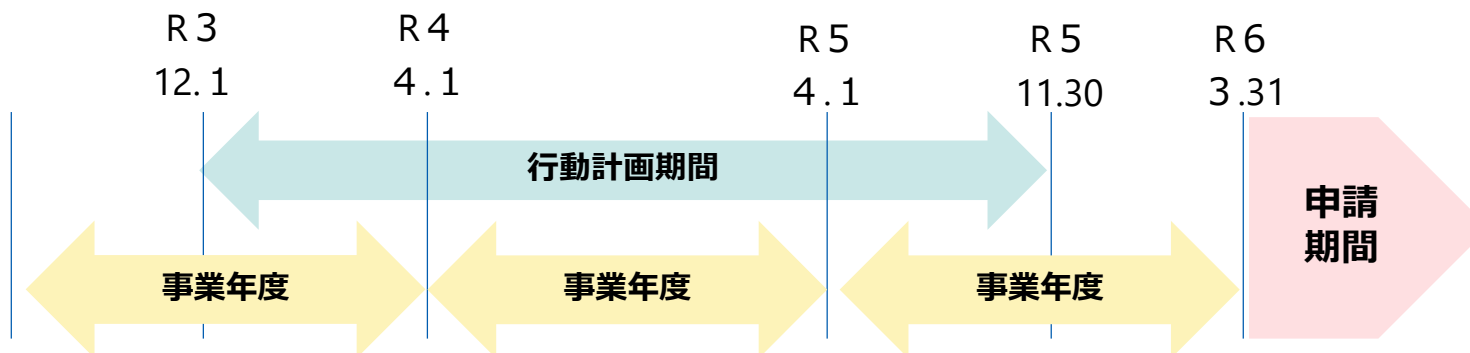 R3
12.1
R4
4.1
R5
4.1
R5
11.30
R6
3.31
行動計画期間
申請
期間
事業年度
事業年度
事業年度